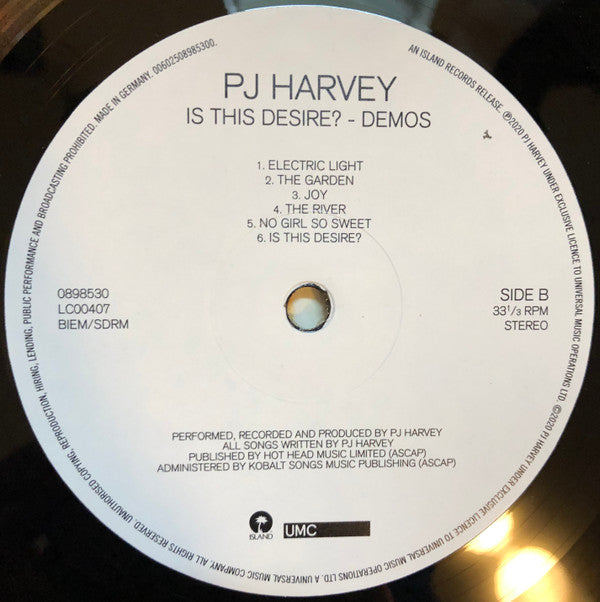 PJ HARVEY
IS THIS DESIRE? - DEMOS
1. ELECTRIC LIGHT
2. THE GARDEN
3. JOY
4. THE RIVER
5. NO GIRL SO SWEET
6. IS THIS DESIRE?
0898530
LC00407
BIEM/SDRM
SIDE B
33 1/3 RPM
STEREO
PERFORMED, RECORDED AND PRODUCED BY PJ HARVEY
ALL SONGS WRITTEN BY PJ HARVEY
PUBLISHED BY HOT HEAD MUSIC LIMITED (ASCAP)
ADMINISTERED BY KOBALT SONGS MUSIC PUBLISHING (ASCAP)
ISLAND
UMC
AN ISLAND RECORDS RELEASE. ℗2020 PJ HARVEY UNDER EXCLUSIVE LICENCE TO UNIVERSAL MUSIC OPERATIONS LTD. ©2020 PJ HARVEY UNDER EXCLUSIVE LICENCE TO UNIVERSAL MUSIC OPERATIONS LTD. A UNIVERSAL MUSIC COMPANY. ALL RIGHTS RESERVED. UNAUTHORISED COPYING, REPRODUCTION, HIRING, LENDING, PUBLIC PERFORMANCE AND BROADCASTING PROHIBITED. MADE IN GERMANY. 00602508985300.